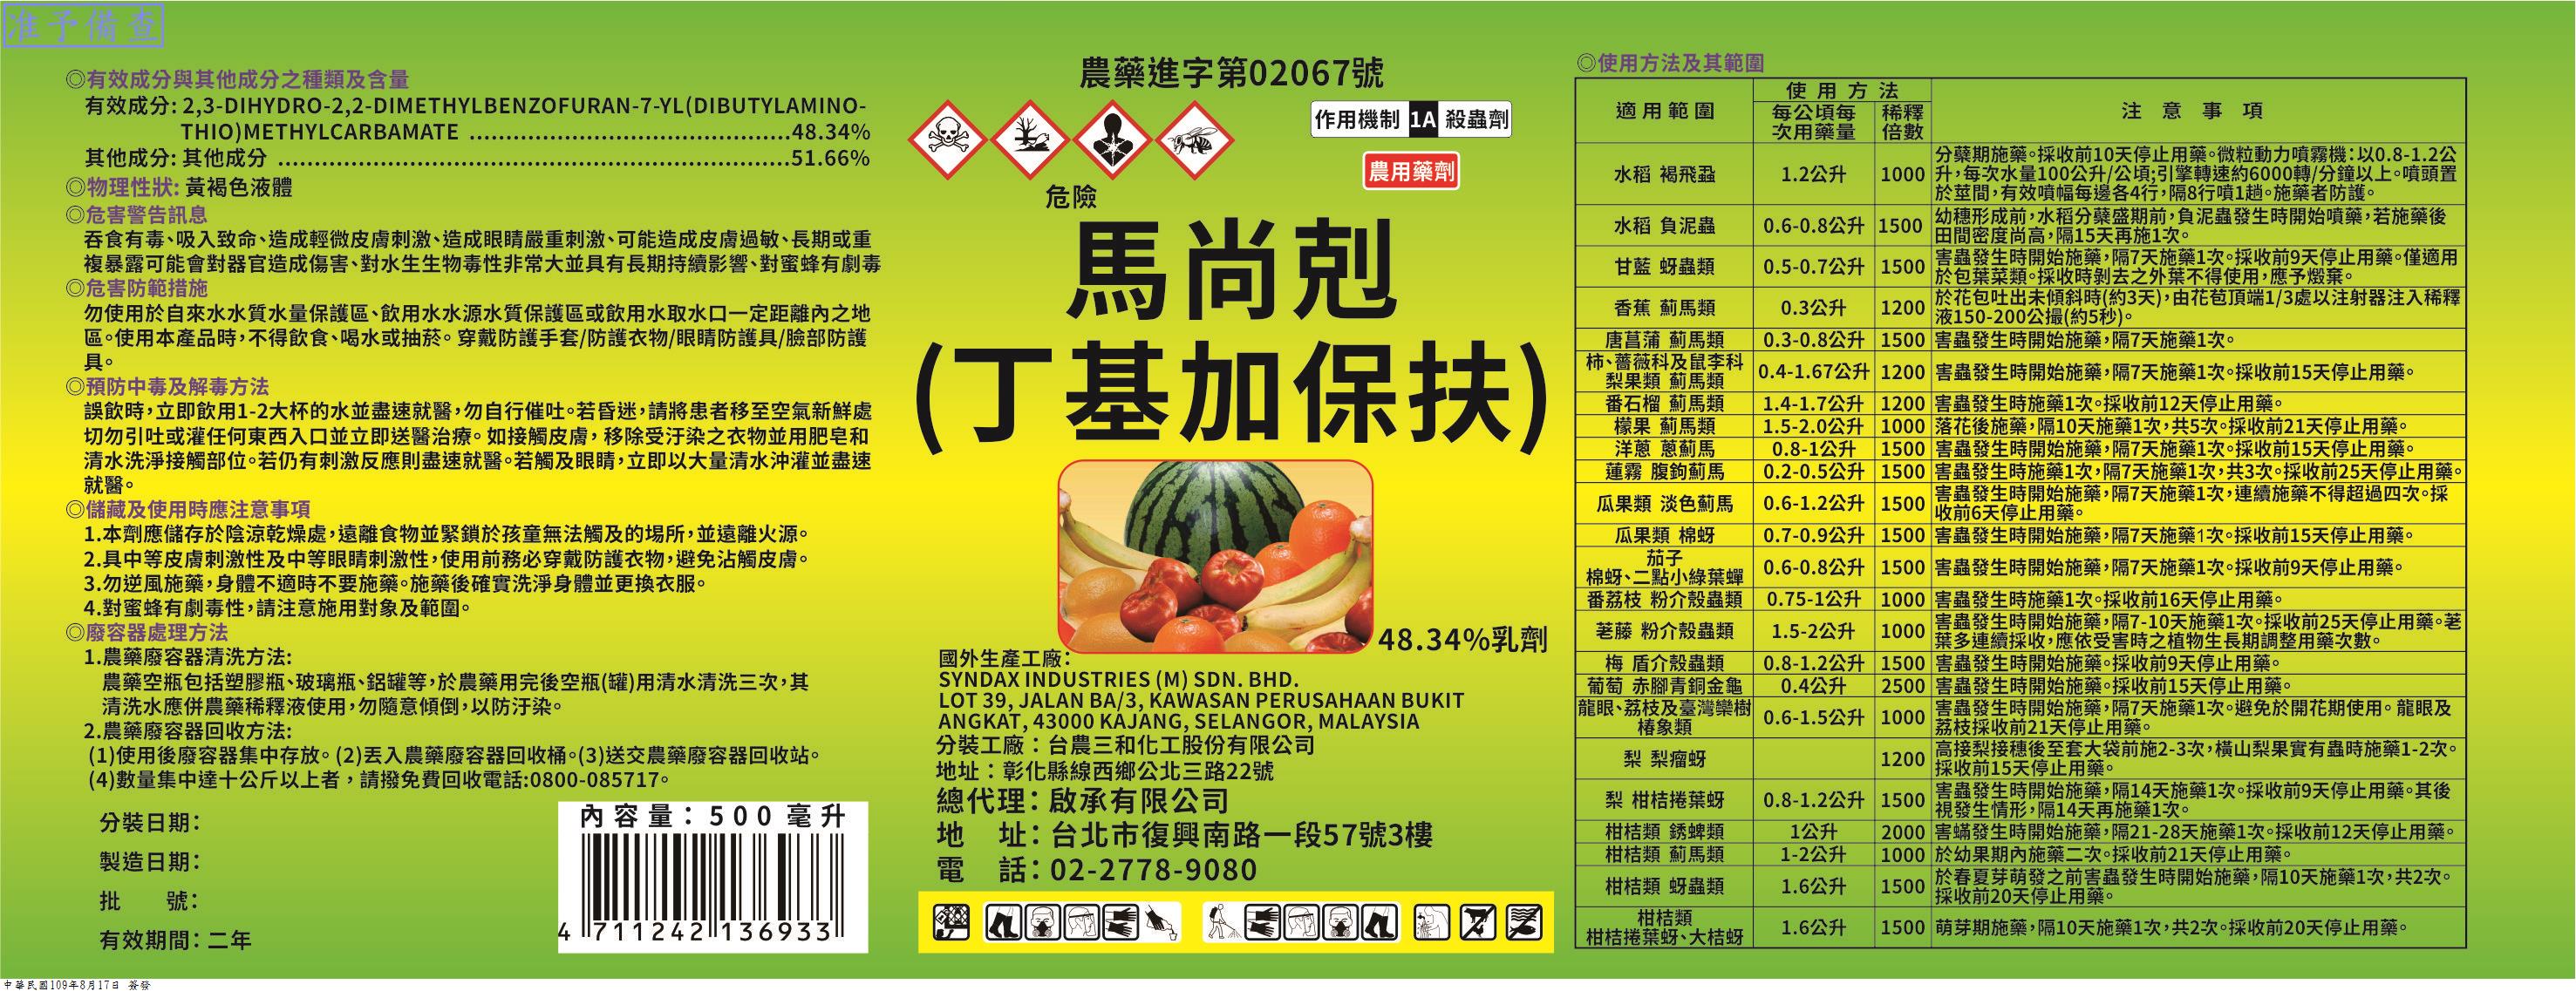 准予備查
◎有效成分與其他成分之種類及含量
有效成分: 2,3-DIHYDRO-2,2-DIMETHYLBENZOFURAN-7-YL(DIBUTYLAMINO-
THIO)METHYLCARBAMATE ............................................48.34%
其他成分: 其他成分 ......................................................................51.66%
◎物理性狀: 黃褐色液體
◎危害警告訊息
吞食有毒、吸入致命、造成輕微皮膚刺激、造成眼睛嚴重刺激、可能造成皮膚過敏、長期或重
複暴露可能會對器官造成傷害、對水生生物毒性非常大並具有長期持續影響、對蜜蜂有劇毒
◎危害防範措施
勿使用於自來水水質水量保護區、飲用水水源水質保護區或飲用水取水口一定距離內之地
區。使用本產品時，不得飲食、喝水或抽菸。穿戴防護手套/防護衣物/眼睛防護具/臉部防護
具。
◎預防中毒及解毒方法
誤飲時，立即飲用1-2大杯的水並盡速就醫，勿自行催吐。若昏迷，請將患者移至空氣新鮮處
切勿引吐或灌任何東西入口並立即送醫治療。如接觸皮膚，移除受汙染之衣物並用肥皂和
清水洗淨接觸部位。若仍有刺激反應則盡速就醫。若觸及眼睛，立即以大量清水沖灌並盡速
就醫。
◎儲藏及使用時應注意事項
1.本劑應儲存於陰涼乾燥處，遠離食物並緊鎖於孩童無法觸及的場所，並遠離火源。
2.具中等皮膚刺激性及中等眼睛刺激性，使用前務必穿戴防護衣物，避免沾觸皮膚。
3.勿逆風施藥，身體不適時不要施藥。施藥後確實洗淨身體並更換衣服。
4.對蜜蜂有劇毒性，請注意施用對象及範圍。
◎廢容器處理方法
1.農藥廢容器清洗方法:
農藥空瓶包括塑膠瓶、玻璃瓶、鋁罐等，於農藥用完後空瓶(罐)用清水清洗三次，其
清洗水應併農藥稀釋液使用，勿隨意傾倒，以防汙染。
2.農藥廢容器回收方法:
(1)使用後廢容器集中存放。(2)丟入農藥廢容器回收桶。(3)送交農藥廢容器回收站。
(4)數量集中達十公斤以上者，請撥免費回收電話:0800-085717。
分裝日期:
製造日期:
批 號:
有效期間: 二年
內容量: 500 毫升
4 711242 136933
農藥進字第02067號
作用機制 1A 殺蟲劑
農用藥劑
危險
馬尚剋
(丁基加保扶)
48.34%乳劑
國外生產工廠:
SYNDAX INDUSTRIES (M) SDN. BHD.
LOT 39, JALAN BA/3, KAWASAN PERUSAHAAN BUKIT
ANGKAT, 43000 KAJANG, SELANGOR, MALAYSIA
分裝工廠：台農三和化工股份有限公司
地址：彰化縣線西鄉公北三路22號
總代理: 啟承有限公司
地 址: 台北市復興南路一段57號3樓
電 話: 02-2778-9080
◎使用方法及其範圍
適用範圍 使用方法 注意事項
每公頃每次用藥量 稀釋倍數
水稻 褐飛蝨 1.2公升 1000 分蘗期施藥。採收前10天停止用藥。微粒動力噴霧機：以0.8-1.2公
升，每次水量100公升/公頃;引擎轉速約6000轉/分鐘以上。噴頭置
於莖間，有效噴幅每邊各4行，隔8行噴1趟。施藥者防護。
水稻 負泥蟲 0.6-0.8公升 1500 幼穗形成前，水稻分蘗盛期前，負泥蟲發生時開始噴藥，若施藥後
田間密度尚高，隔15天再施1次。
甘藍 蚜蟲類 0.5-0.7公升 1500 害蟲發生時開始施藥，隔7天施藥1次。採收前9天停止用藥。僅適用
於包葉菜類。採收時剝去之外葉不得使用，應予燬棄。
香蕉 薊馬類 0.3公升 1200 於花包吐出未傾斜時(約3天)，由花苞頂端1/3處以注射器注入稀釋
液150-200公撮(約5秒)。
唐菖蒲 薊馬類 0.3-0.8公升 1500 害蟲發生時開始施藥，隔7天施藥1次。
柿、薔薇科及鼠李科
梨果類 薊馬類 0.4-1.67公升 1200 害蟲發生時開始施藥，隔7天施藥1次。採收前15天停止用藥。
番石榴 薊馬類 1.4-1.7公升 1200 害蟲發生時施藥1次。採收前12天停止用藥。
檬果 薊馬類 1.5-2.0公升 1000 落花後施藥，隔10天施藥1次，共5次。採收前21天停止用藥。
洋蔥 蔥薊馬 0.8-1公升 1500 害蟲發生時開始施藥，隔7天施藥1次。採收前15天停止用藥。
蓮霧 腹鉤薊馬 0.2-0.5公升 1500 害蟲發生時施藥1次，隔7天施藥1次，共3次。採收前25天停止用藥。
瓜果類 淡色薊馬 0.6-1.2公升 1500 害蟲發生時開始施藥，隔7天施藥1次，連續施藥不得超過四次。採
收前6天停止用藥。
瓜果類 棉蚜 0.7-0.9公升 1500 害蟲發生時開始施藥，隔7天施藥1次。採收前15天停止用藥。
茄子
棉蚜、二點小綠葉蟬 0.6-0.8公升 1500 害蟲發生時開始施藥，隔7天施藥1次。採收前9天停止用藥。
番荔枝 粉介殼蟲類 0.75-1公升 1000 害蟲發生時施藥1次。採收前16天停止用藥。
荖藤 粉介殼蟲類 1.5-2公升 1000 害蟲發生時開始施藥，隔7-10天施藥1次。採收前25天停止用藥。荖
葉多連續採收，應依受害時之植物生長期調整用藥次數。
梅 盾介殼蟲類 0.8-1.2公升 1500 害蟲發生時開始施藥。採收前9天停止用藥。
葡萄 赤腳青銅金龜 0.4公升 2500 害蟲發生時開始施藥。採收前15天停止用藥。
龍眼、荔枝及臺灣欒樹
椿象類 0.6-1.5公升 1000 害蟲發生時開始施藥，隔7天施藥1次。避免於開花期使用。龍眼及
荔枝採收前21天停止用藥。
梨 梨瘤蚜 1200 高接梨接穗後至套大袋前施2-3次，橫山梨果實有蟲時施藥1-2次。
採收前15天停止用藥。
梨 柑桔捲葉蚜 0.8-1.2公升 1500 害蟲發生時開始施藥，隔14天施藥1次。採收前9天停止用藥。其後
視發生情形，隔14天再施藥1次。
柑桔類 銹蜱類 1公升 2000 害蟎發生時開始施藥，隔21-28天施藥1次。採收前12天停止用藥。
柑桔類 薊馬類 1-2公升 1000 於幼果期內施藥二次。採收前21天停止用藥。
柑桔類 蚜蟲類 1.6公升 1500 於春夏芽萌發之前害蟲發生時開始施藥，隔10天施藥1次，共2次。
採收前20天停止用藥。
柑桔類
柑桔捲葉蚜、大桔蚜 1.6公升 1500 萌芽期施藥，隔10天施藥1次，共2次。採收前20天停止用藥。
中華民國109年8月17日 簽發